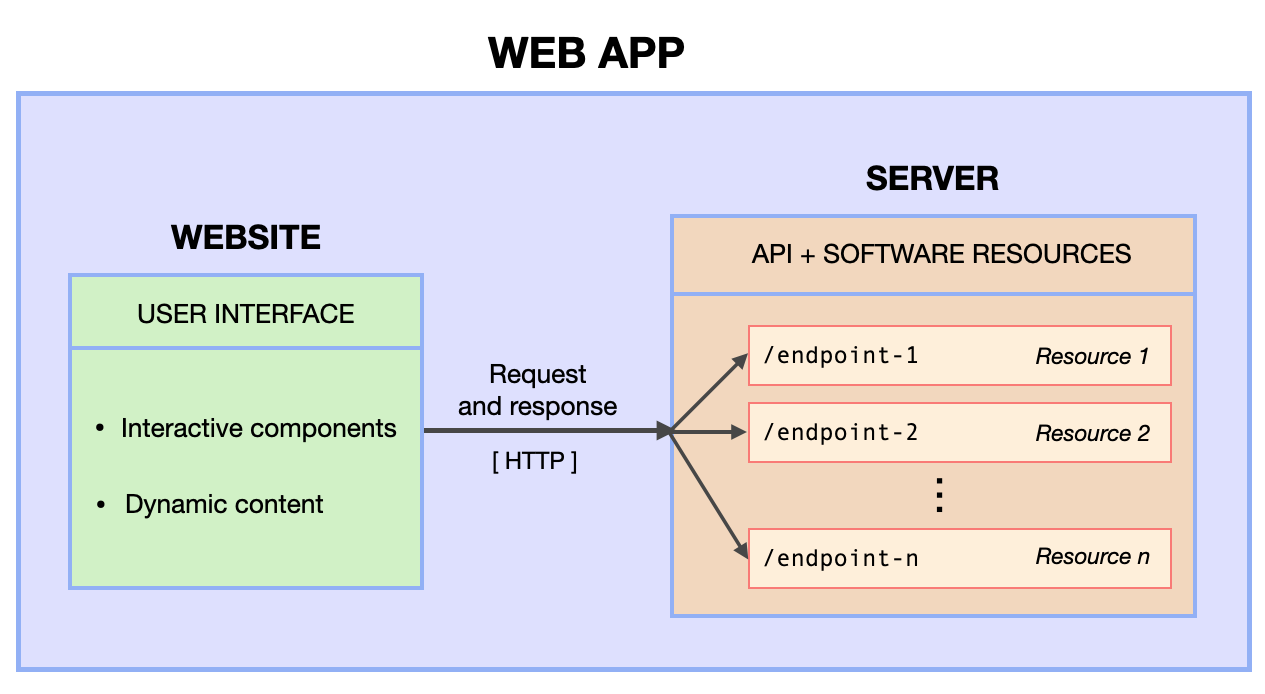 WEB APP
WEBSITE
USER INTERFACE
• Interactive components
• Dynamic content
Request
and response
[ HTTP ]
SERVER
API + SOFTWARE RESOURCES
/endpoint-1 Resource 1
/endpoint-2 Resource 2
⋮
/endpoint-n Resource n